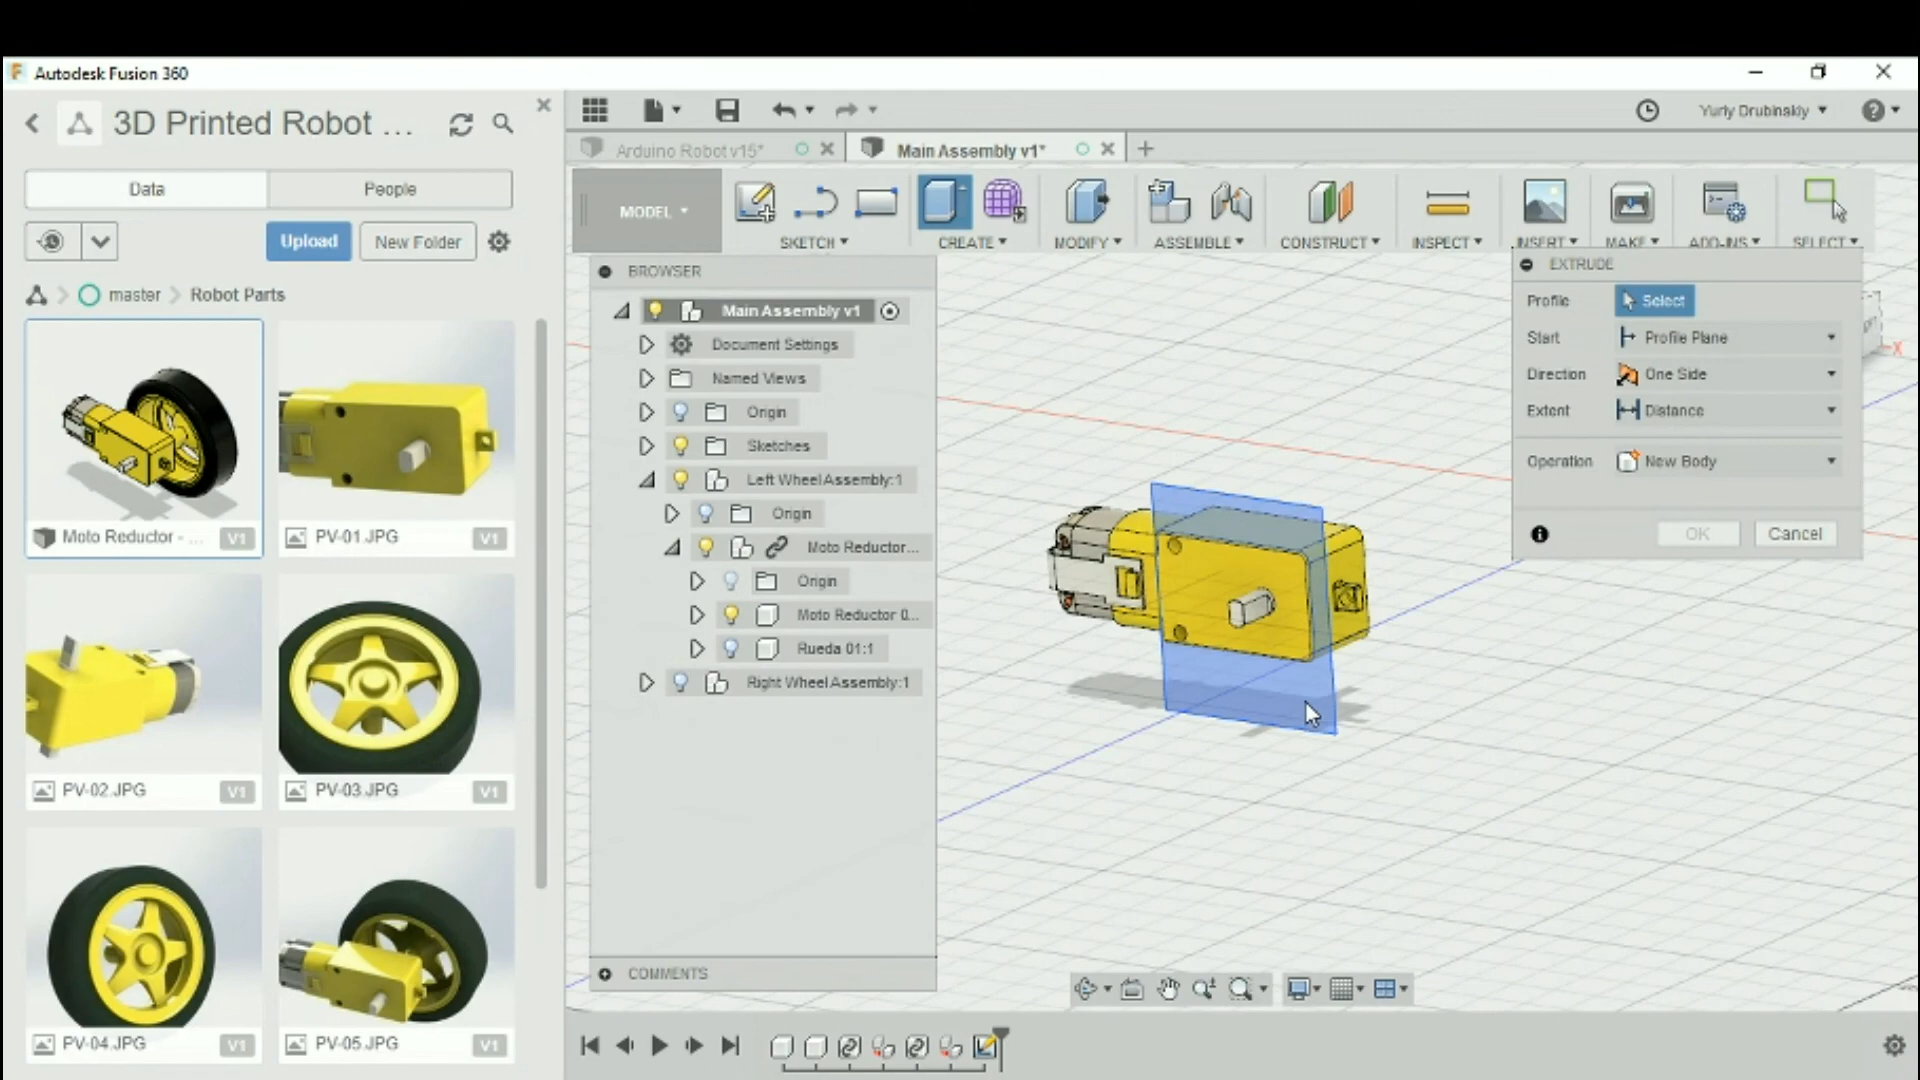 Autodesk Fusion 360
3D Printed Robot ...
Data
People
Upload
New Folder
master
Robot Parts
Moto Reductor - ...
V1
PV-01.JPG
V1
PV-02.JPG
V1
PV-03.JPG
V1
PV-04.JPG
V1
PV-05.JPG
V1
Yuriy Drubinskiy
Arduino Robot v15*
Main Assembly v1*
MODEL
SKETCH
CREATE
MODIFY
ASSEMBLE
CONSTRUCT
INSPECT
INSERT
MAKE
ADD-INS
SELECT
BROWSER
Main Assembly v1
Document Settings
Named Views
Origin
Sketches
Left Wheel Assembly:1
Origin
Moto Reductor...
Origin
Moto Reductor 0...
Rueda 01:1
Right Wheel Assembly:1
COMMENTS
EXTRUDE
Profile
Select
Start
Profile Plane
Direction
One Side
Extent
Distance
Operation
New Body
OK
Cancel
X